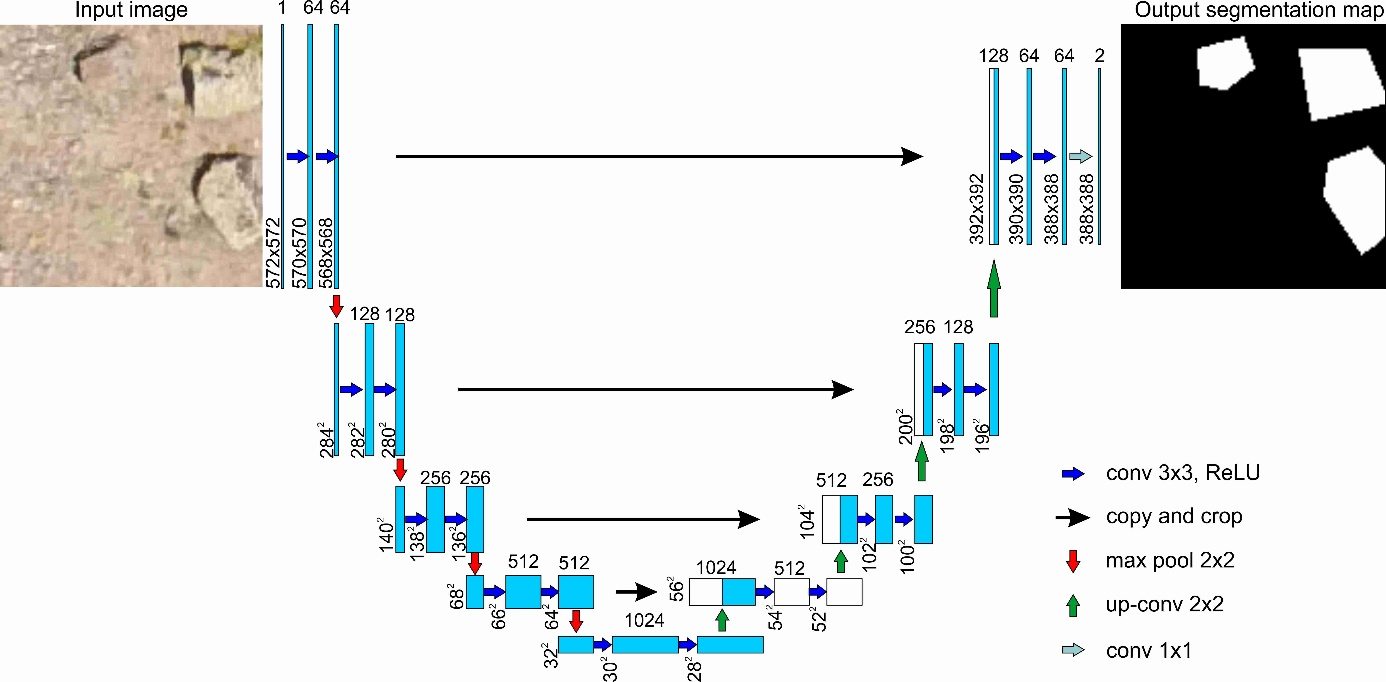 Input image
Output segmentation map
1 64 64
572x572
570x570
568x568
128 64 64 2
392x392
390x390
388x388
388x388
128 128
284²
282²
280²
256 128
200²
198²
196²
256 256
140²
138²
136²
512 256
104²
102²
100²
512 512
68²
66²
64²
1024 512
56²
54²
52²
1024
32²
30²
28²
conv 3x3, ReLU
copy and crop
max pool 2x2
up-conv 2x2
conv 1x1